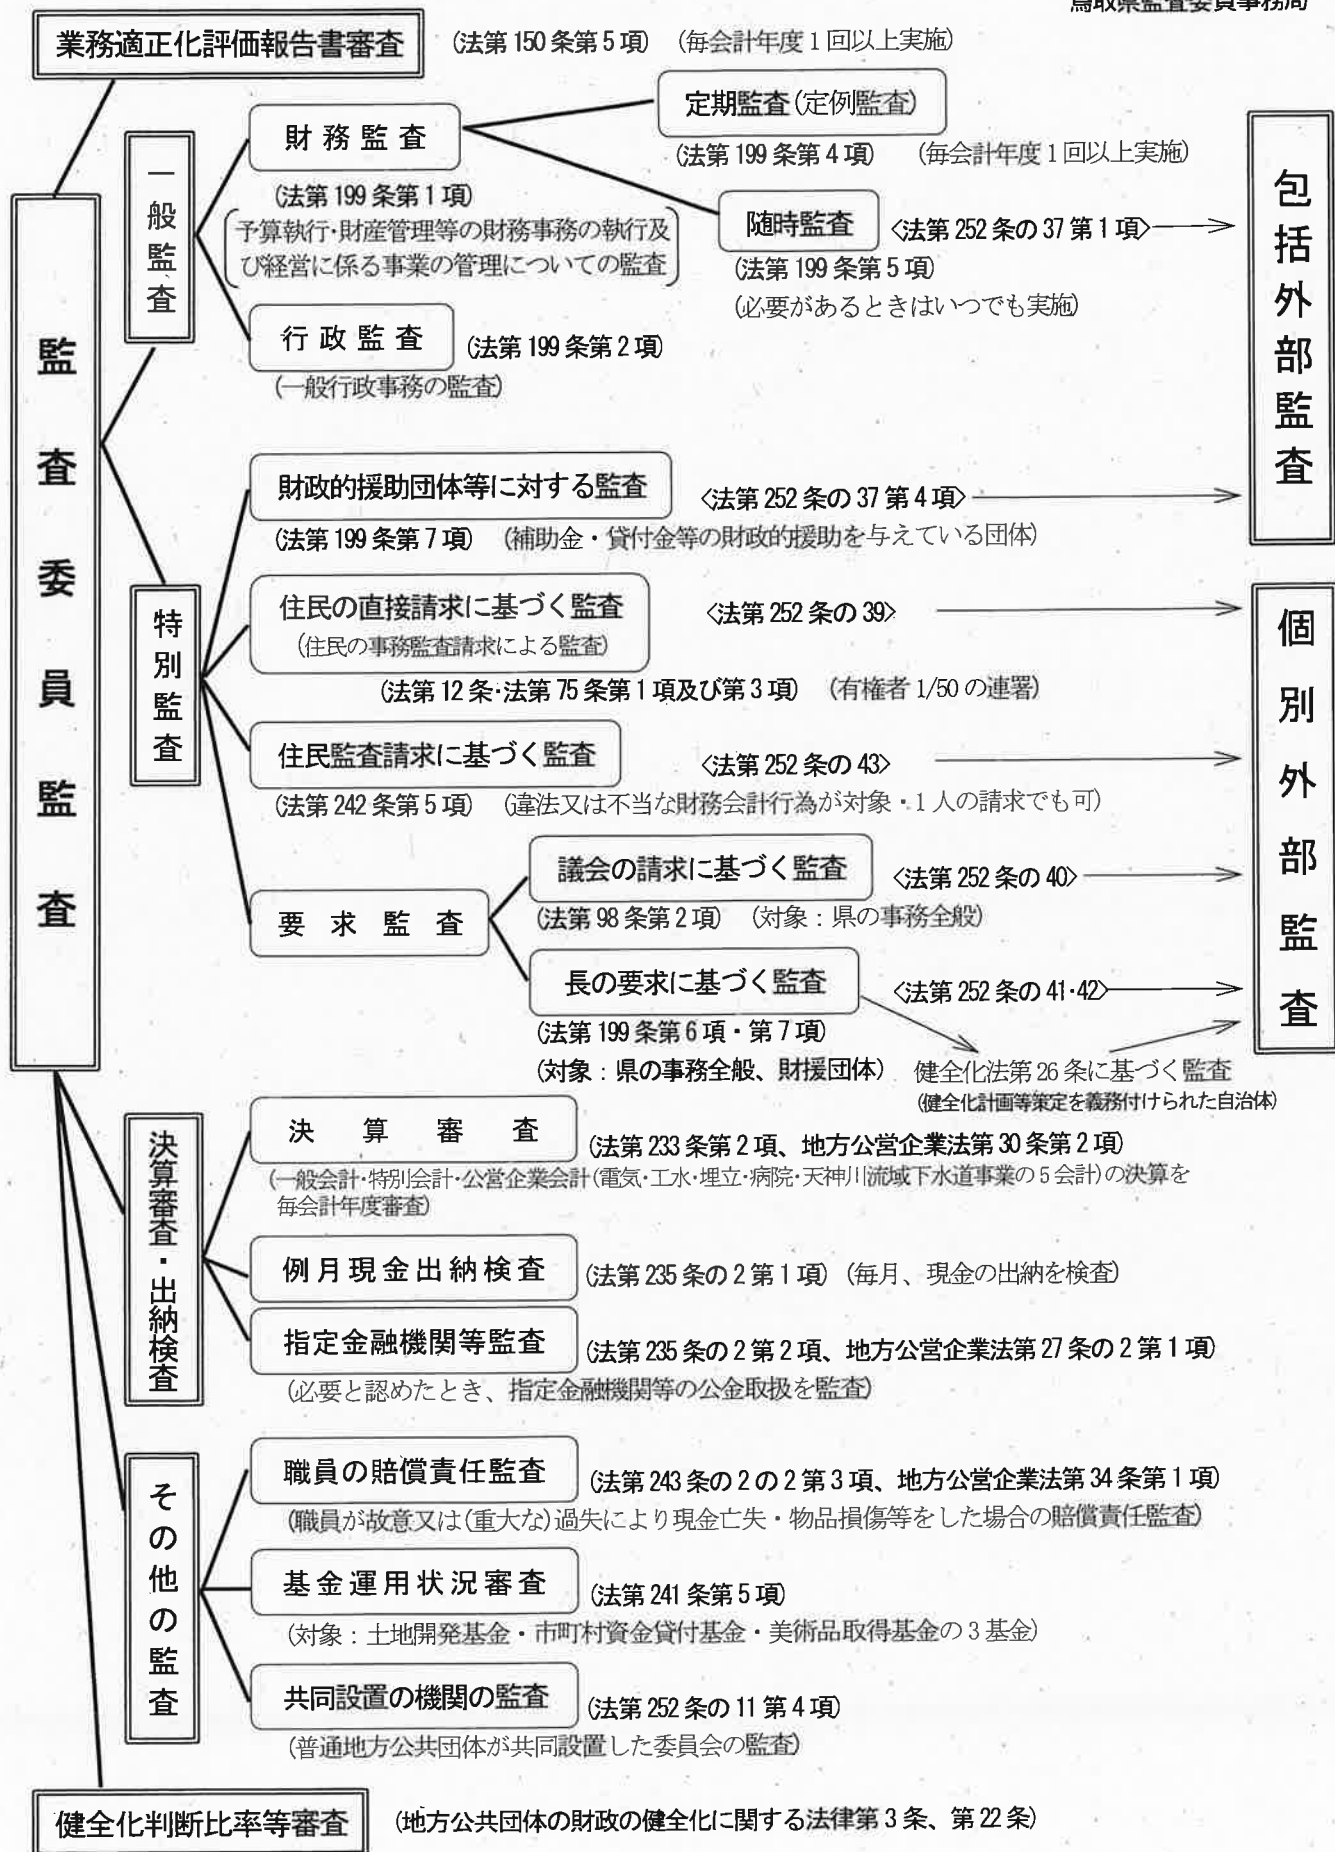 鳥取県監査委員事務局
業務適正化評価報告書審査 (法第150条第5項) (毎会計年度1回以上実施)
監査委員監査
一般監査
財務監査
(法第199条第1項)
予算執行・財産管理等の財務事務の執行及
び経営に係る事業の管理についての監査
定期監査(定例監査)
(法第199条第4項) (毎会計年度1回以上実施)
随時監査 <法第252条の37第1項>
(法第199条第5項)
(必要があるときはいつでも実施)
行政監査 (法第199条第2項)
(一般行政事務の監査)
包括外部監査
特別監査
財政的援助団体等に対する監査 <法第252条の37第4項>
(法第199条第7項) (補助金・貸付金等の財政的援助を与えている団体)
住民の直接請求に基づく監査 <法第252条の39>
(住民の事務監査請求による監査)
(法第12条・法第75条第1項及び第3項) (有権者1/50の連署)
住民監査請求に基づく監査 <法第252条の43>
(法第242条第5項) (違法又は不当な財務会計行為が対象・1人の請求でも可)
要求監査
議会の請求に基づく監査 <法第252条の40>
(法第98条第2項) (対象:県の事務全般)
長の要求に基づく監査 <法第252条の41・42>
(法第199条第6項・第7項)
(対象:県の事務全般、財援団体) 健全化法第26条に基づく監査
(健全化計画等策定を義務付けられた自治体)
個別外部監査
決算審査・出納検査
決算審査 (法第233条第2項、地方公営企業法第30条第2項)
(一般会計・特別会計・公営企業会計(電気・工水・埋立・病院・天神川流域下水道事業の5会計)の決算を
毎会計年度審査)
例月現金出納検査 (法第235条の2第1項) (毎月、現金の出納を検査)
指定金融機関等監査 (法第235条の2第2項、地方公営企業法第27条の2第1項)
(必要と認めたとき、指定金融機関等の公金取扱を監査)
その他の監査
職員の賠償責任監査 (法第243条の2の2第3項、地方公営企業法第34条第1項)
(職員が故意又は(重大な)過失により現金亡失・物品損傷等をした場合の賠償責任監査)
基金運用状況審査 (法第241条第5項)
(対象:土地開発基金・市町村資金貸付基金・美術品取得基金の3基金)
共同設置の機関の監査 (法第252条の11第4項)
(普通地方公共団体が共同設置した委員会の監査)
健全化判断比率等審査 (地方公共団体の財政の健全化に関する法律第3条、第22条)